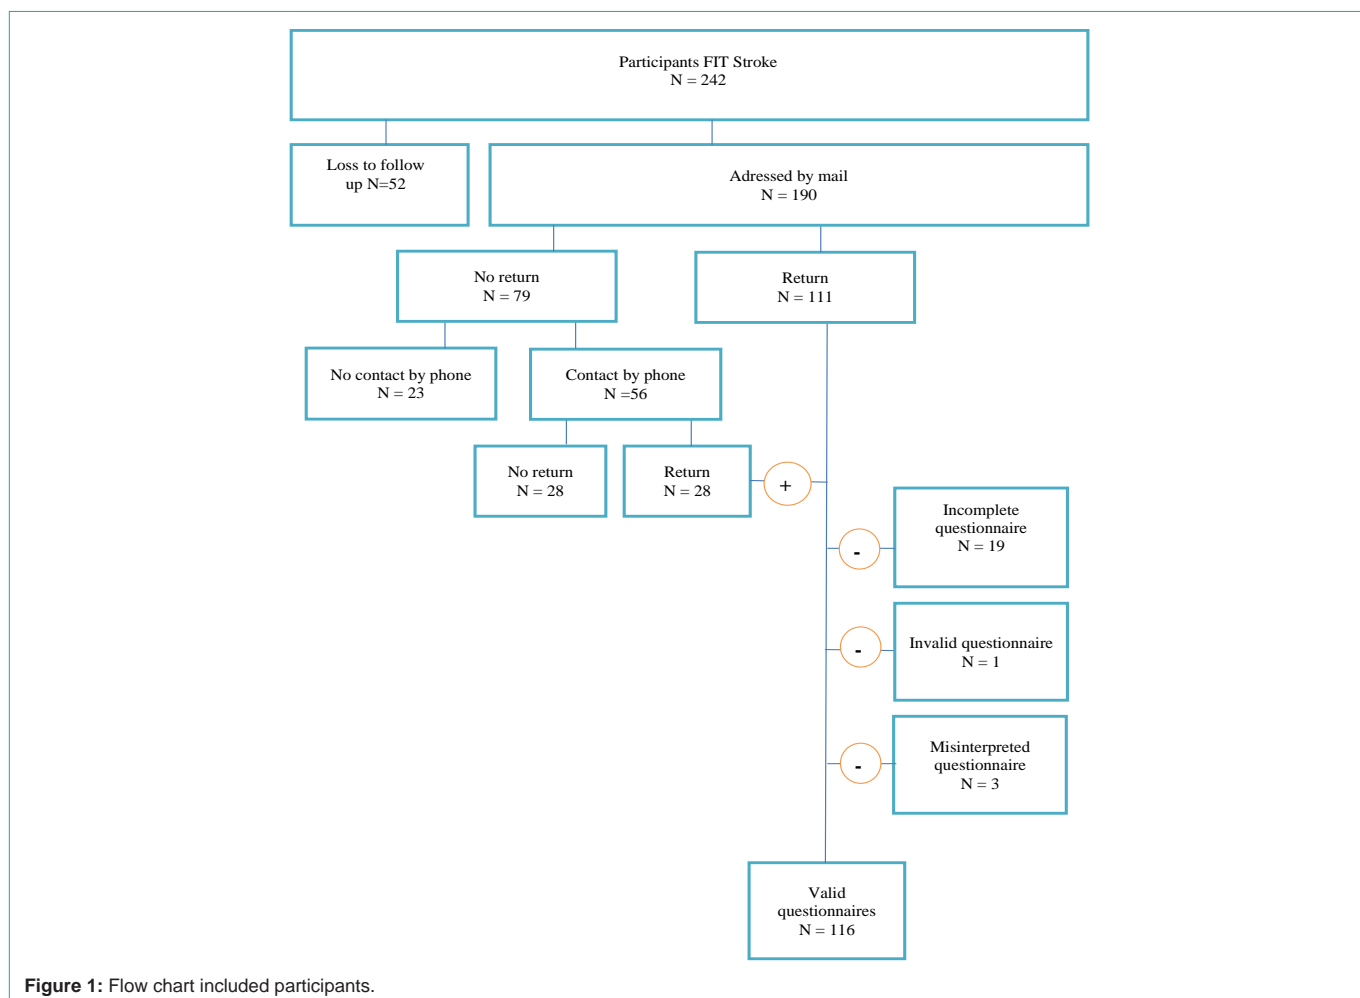 Participants FIT Stroke
N = 242
Loss to follow
up N=52
Adressed by mail
N = 190
No return
N = 79
Return
N = 111
No contact by phone
N = 23
Contact by phone
N =56
No return
N = 28
Return
N = 28
+
Incomplete
questionnaire
N = 19
-
Invalid questionnaire
N = 1
-
Misinterpreted
questionnaire
N = 3
-
Valid
questionnaires
N = 116
Figure 1: Flow chart included participants.